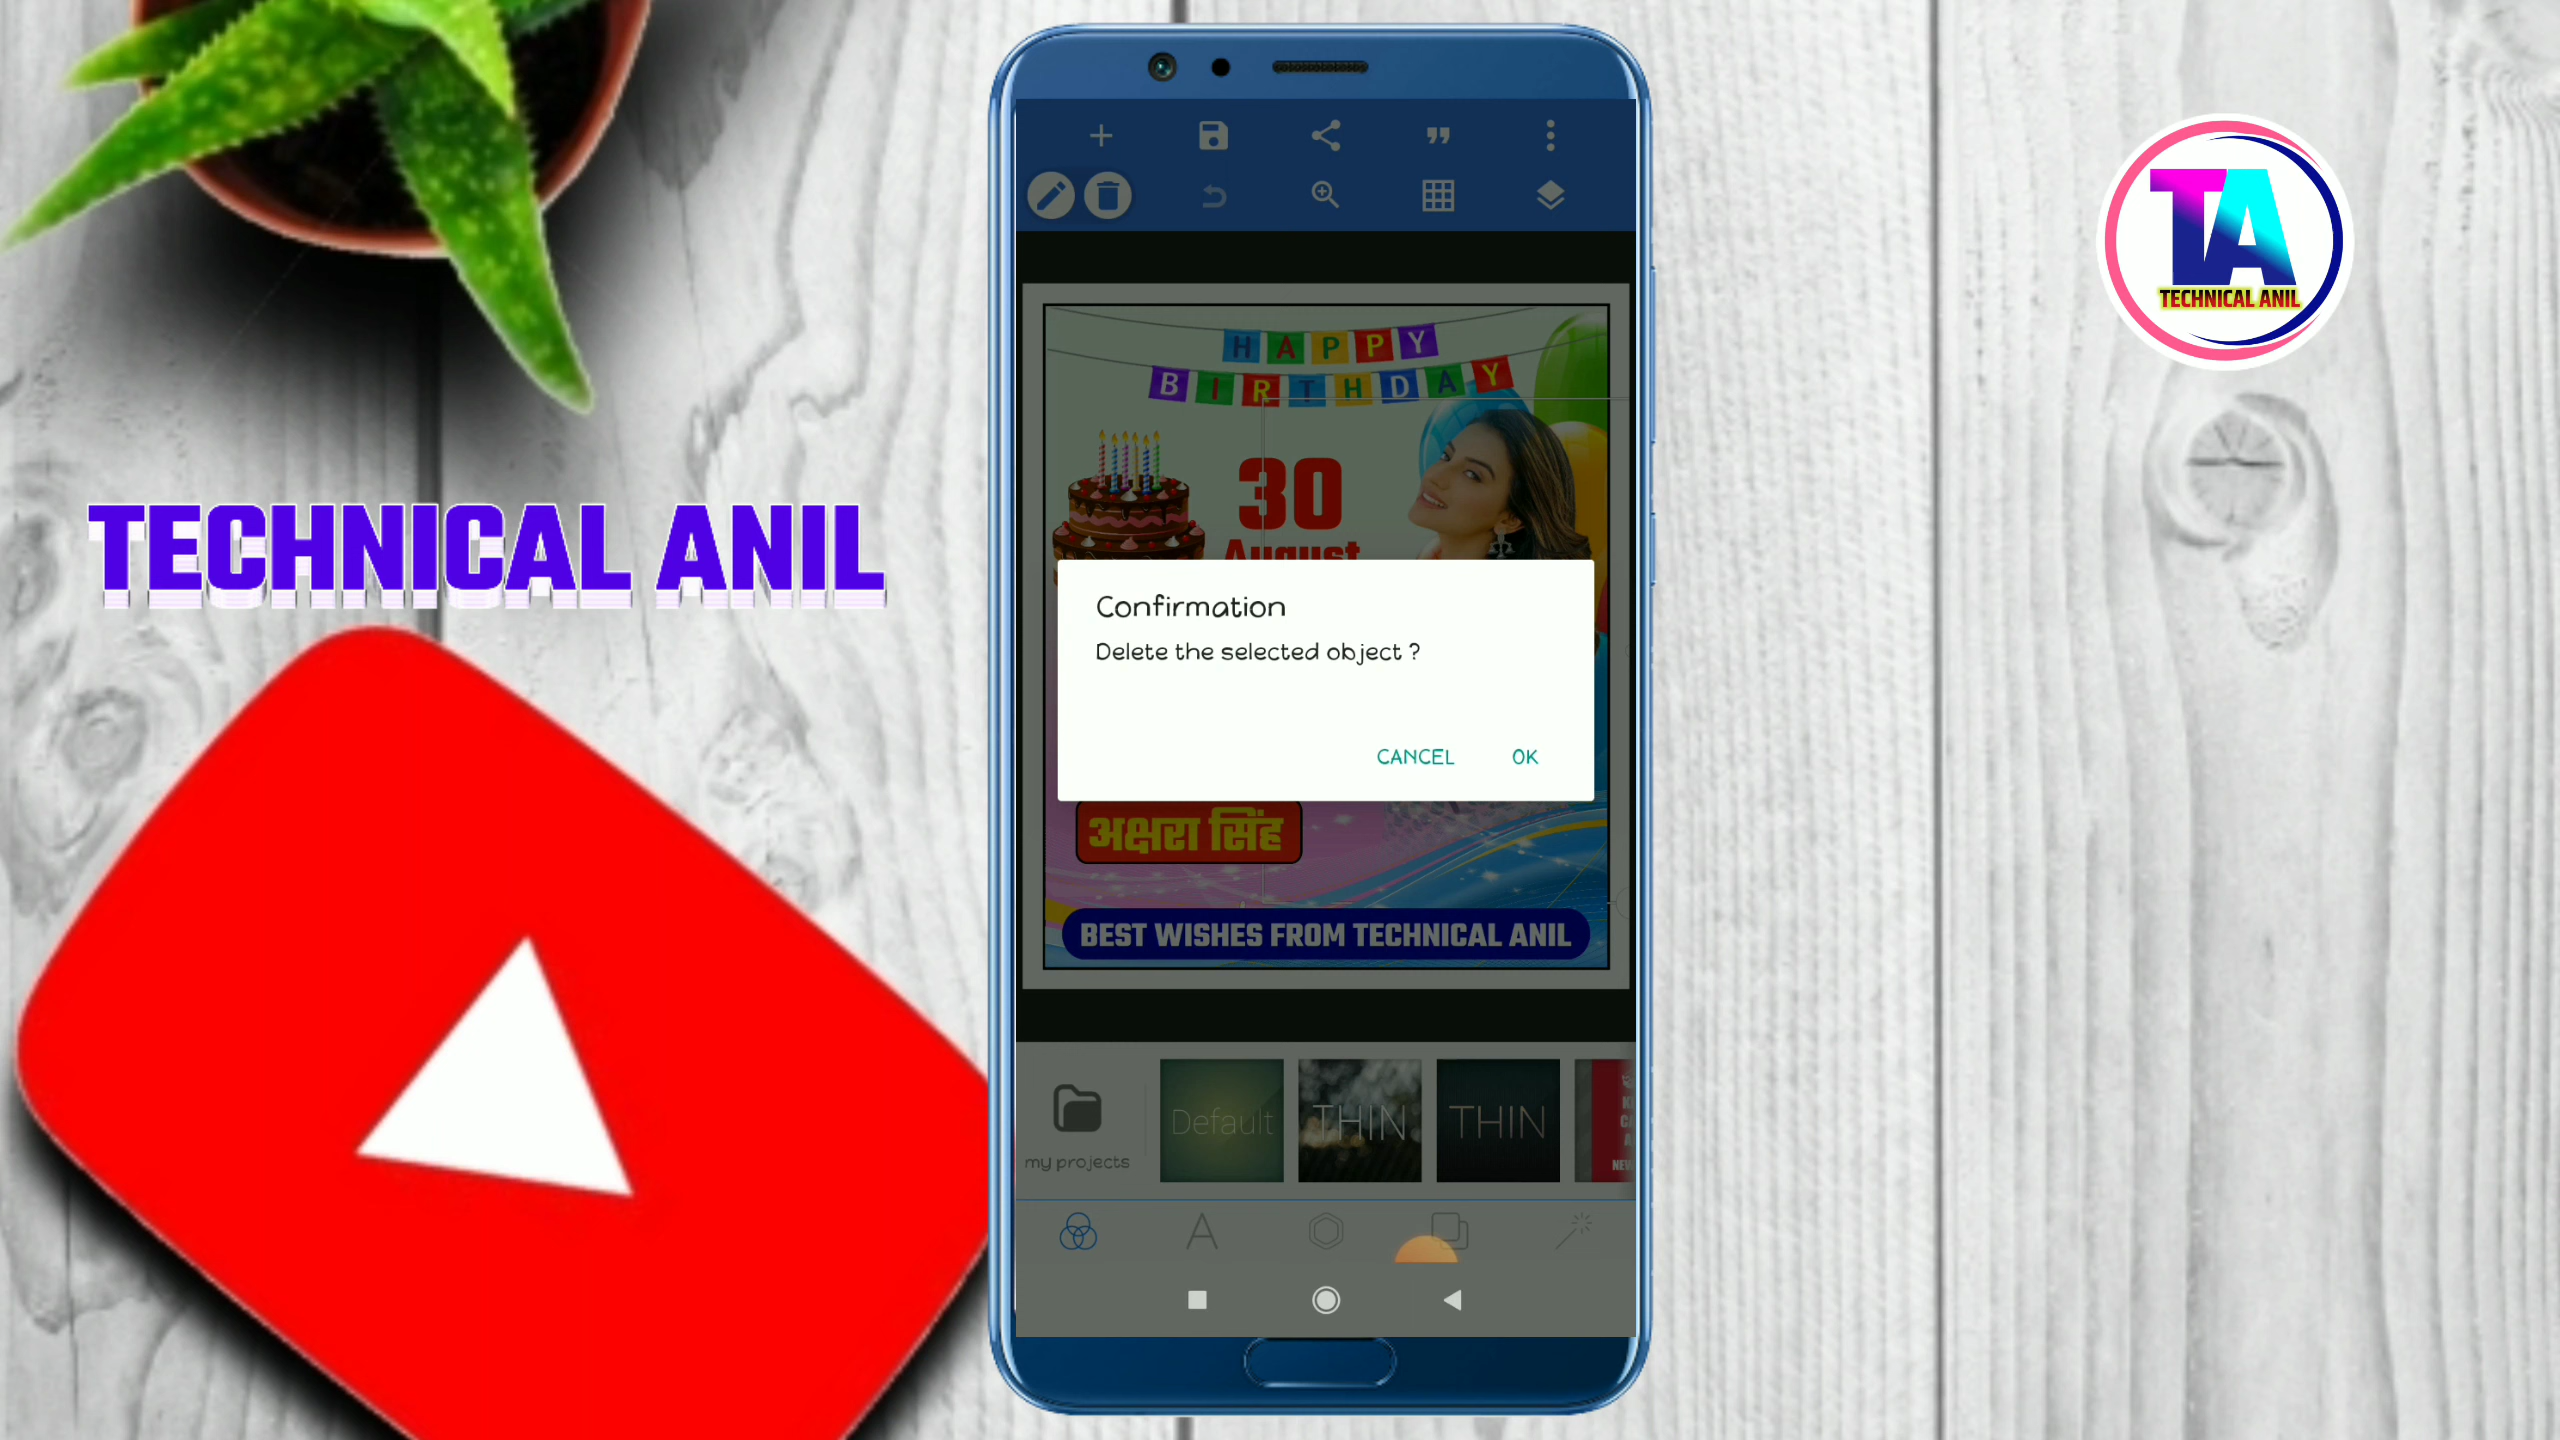 TECHNICAL ANIL
HAPPY
BIRTHDAY
30
August
Confirmation
Delete the selected object ?
CANCEL OK
अक्षरा सिंह
BEST WISHES FROM TECHNICAL ANIL
my projects
Default
THIN
THIN
TA
TECHNICAL ANIL